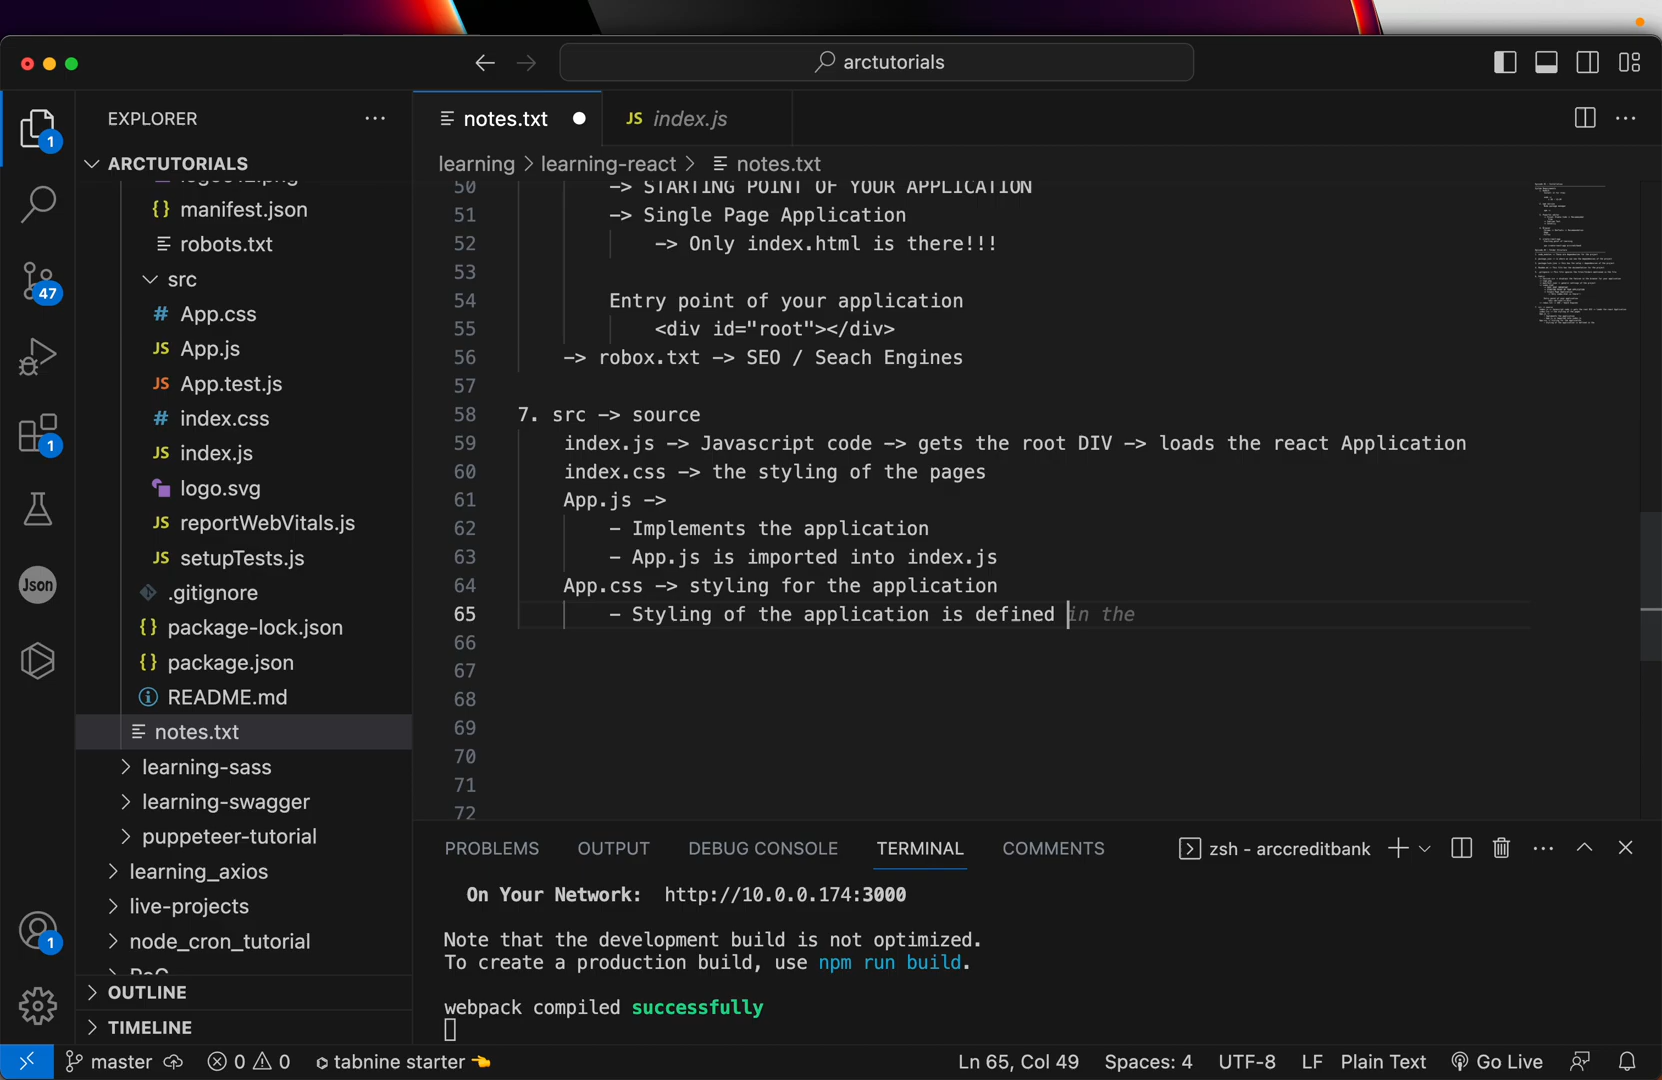 arctutorials
EXPLORER
notes.txt
index.js
ARCTUTORIALS
learning > learning-react > notes.txt
manifest.json
robots.txt
src
App.css
App.js
App.test.js
index.css
index.js
logo.svg
reportWebVitals.js
setupTests.js
.gitignore
package-lock.json
package.json
README.md
notes.txt
learning-sass
learning-swagger
puppeteer-tutorial
learning_axios
live-projects
node_cron_tutorial
OUTLINE
TIMELINE
1
47
1
Json
1
50 -> STARTING POINT OF YOUR APPLICATION
51 -> Single Page Application
52 -> Only index.html is there!!!
53
54 Entry point of your application
55 <div id="root"></div>
56 -> robox.txt -> SEO / Seach Engines
57
58 7. src -> source
59 index.js -> Javascript code -> gets the root DIV -> loads the react Application
60 index.css -> the styling of the pages
61 App.js ->
62 - Implements the application
63 - App.js is imported into index.js
64 App.css -> styling for the application
65 - Styling of the application is defined in the
66
67
68
69
70
71
72
PROBLEMS OUTPUT DEBUG CONSOLE TERMINAL COMMENTS zsh - arccreditbank
On Your Network: http://10.0.0.174:3000
Note that the development build is not optimized.
To create a production build, use npm run build.
webpack compiled successfully
master 0 0 tabnine starter Ln 65, Col 49 Spaces: 4 UTF-8 LF Plain Text Go Live